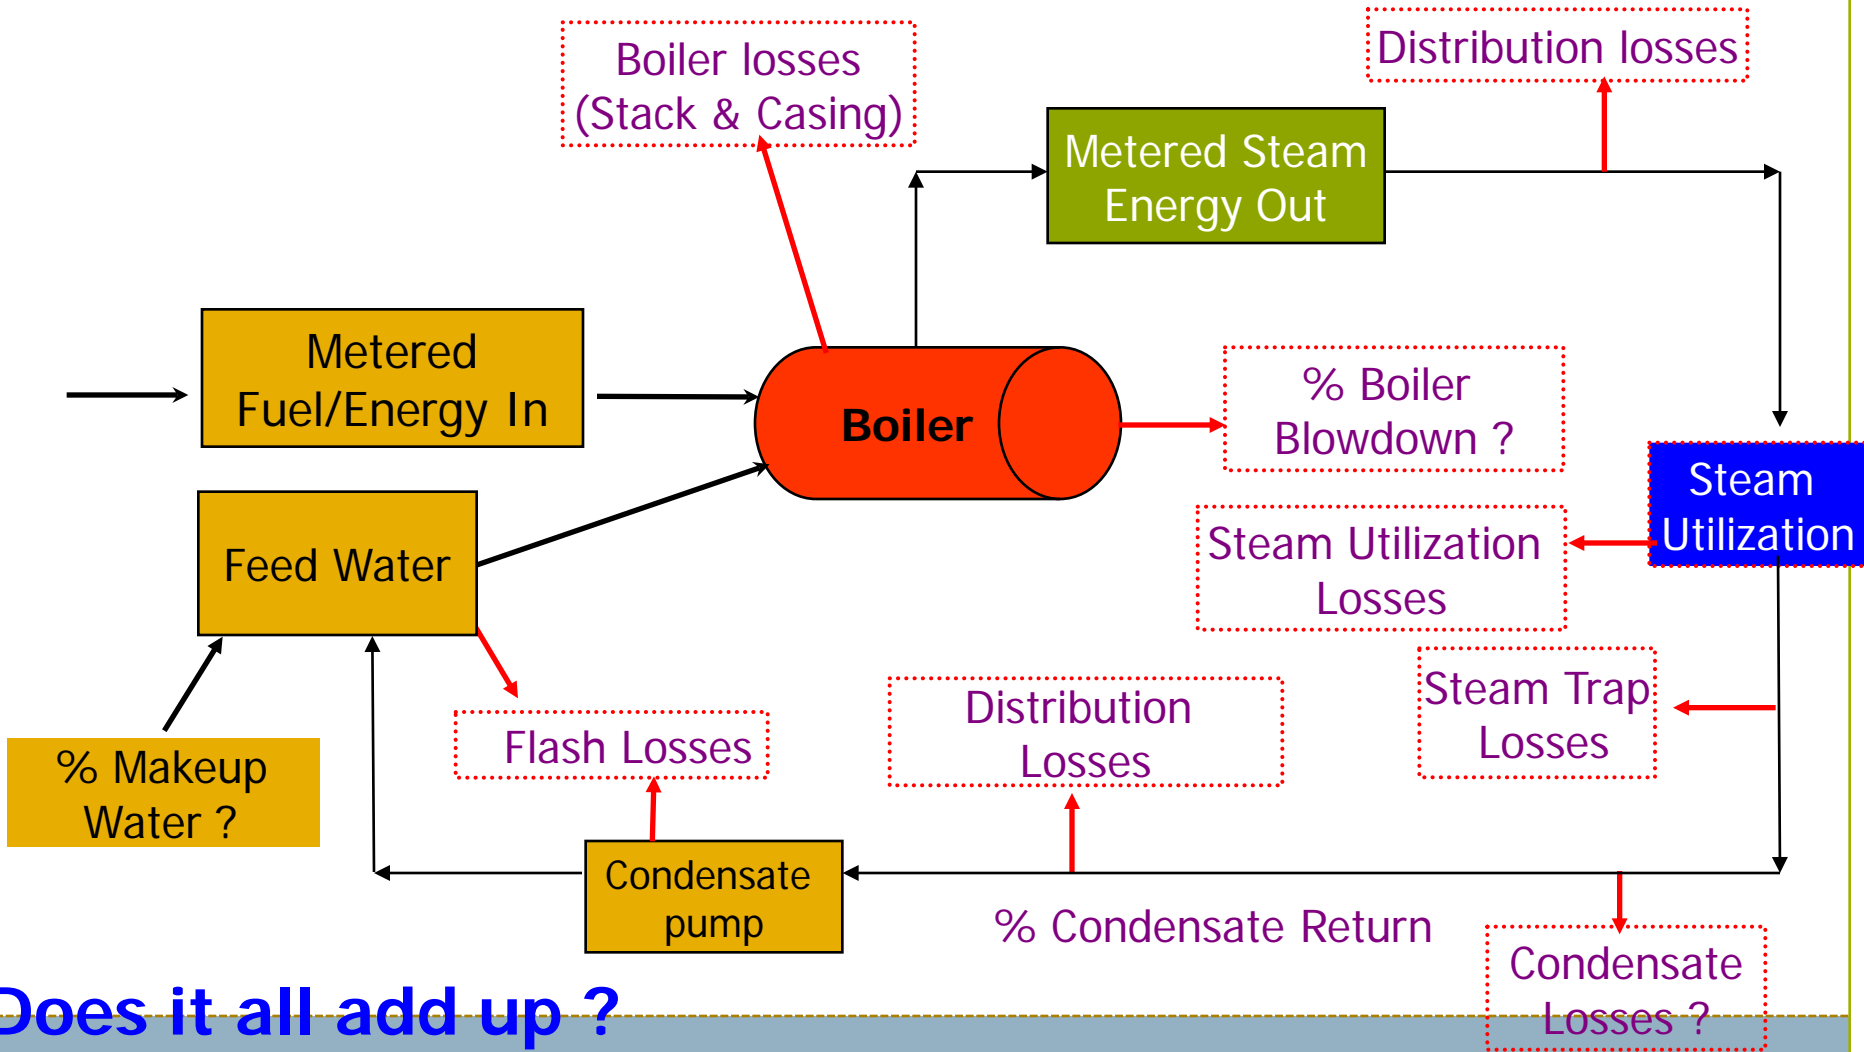 Boiler losses
(Stack & Casing)
Distribution losses
Metered Steam
Energy Out
Metered
Fuel/Energy In
Boiler
% Boiler
Blowdown ?
Steam
Utilization
Feed Water
Steam Utilization
Losses
Steam Trap
Losses
Distribution
Losses
Flash Losses
% Makeup
Water ?
Condensate
pump
% Condensate Return
Condensate
Losses ?
Does it all add up ?